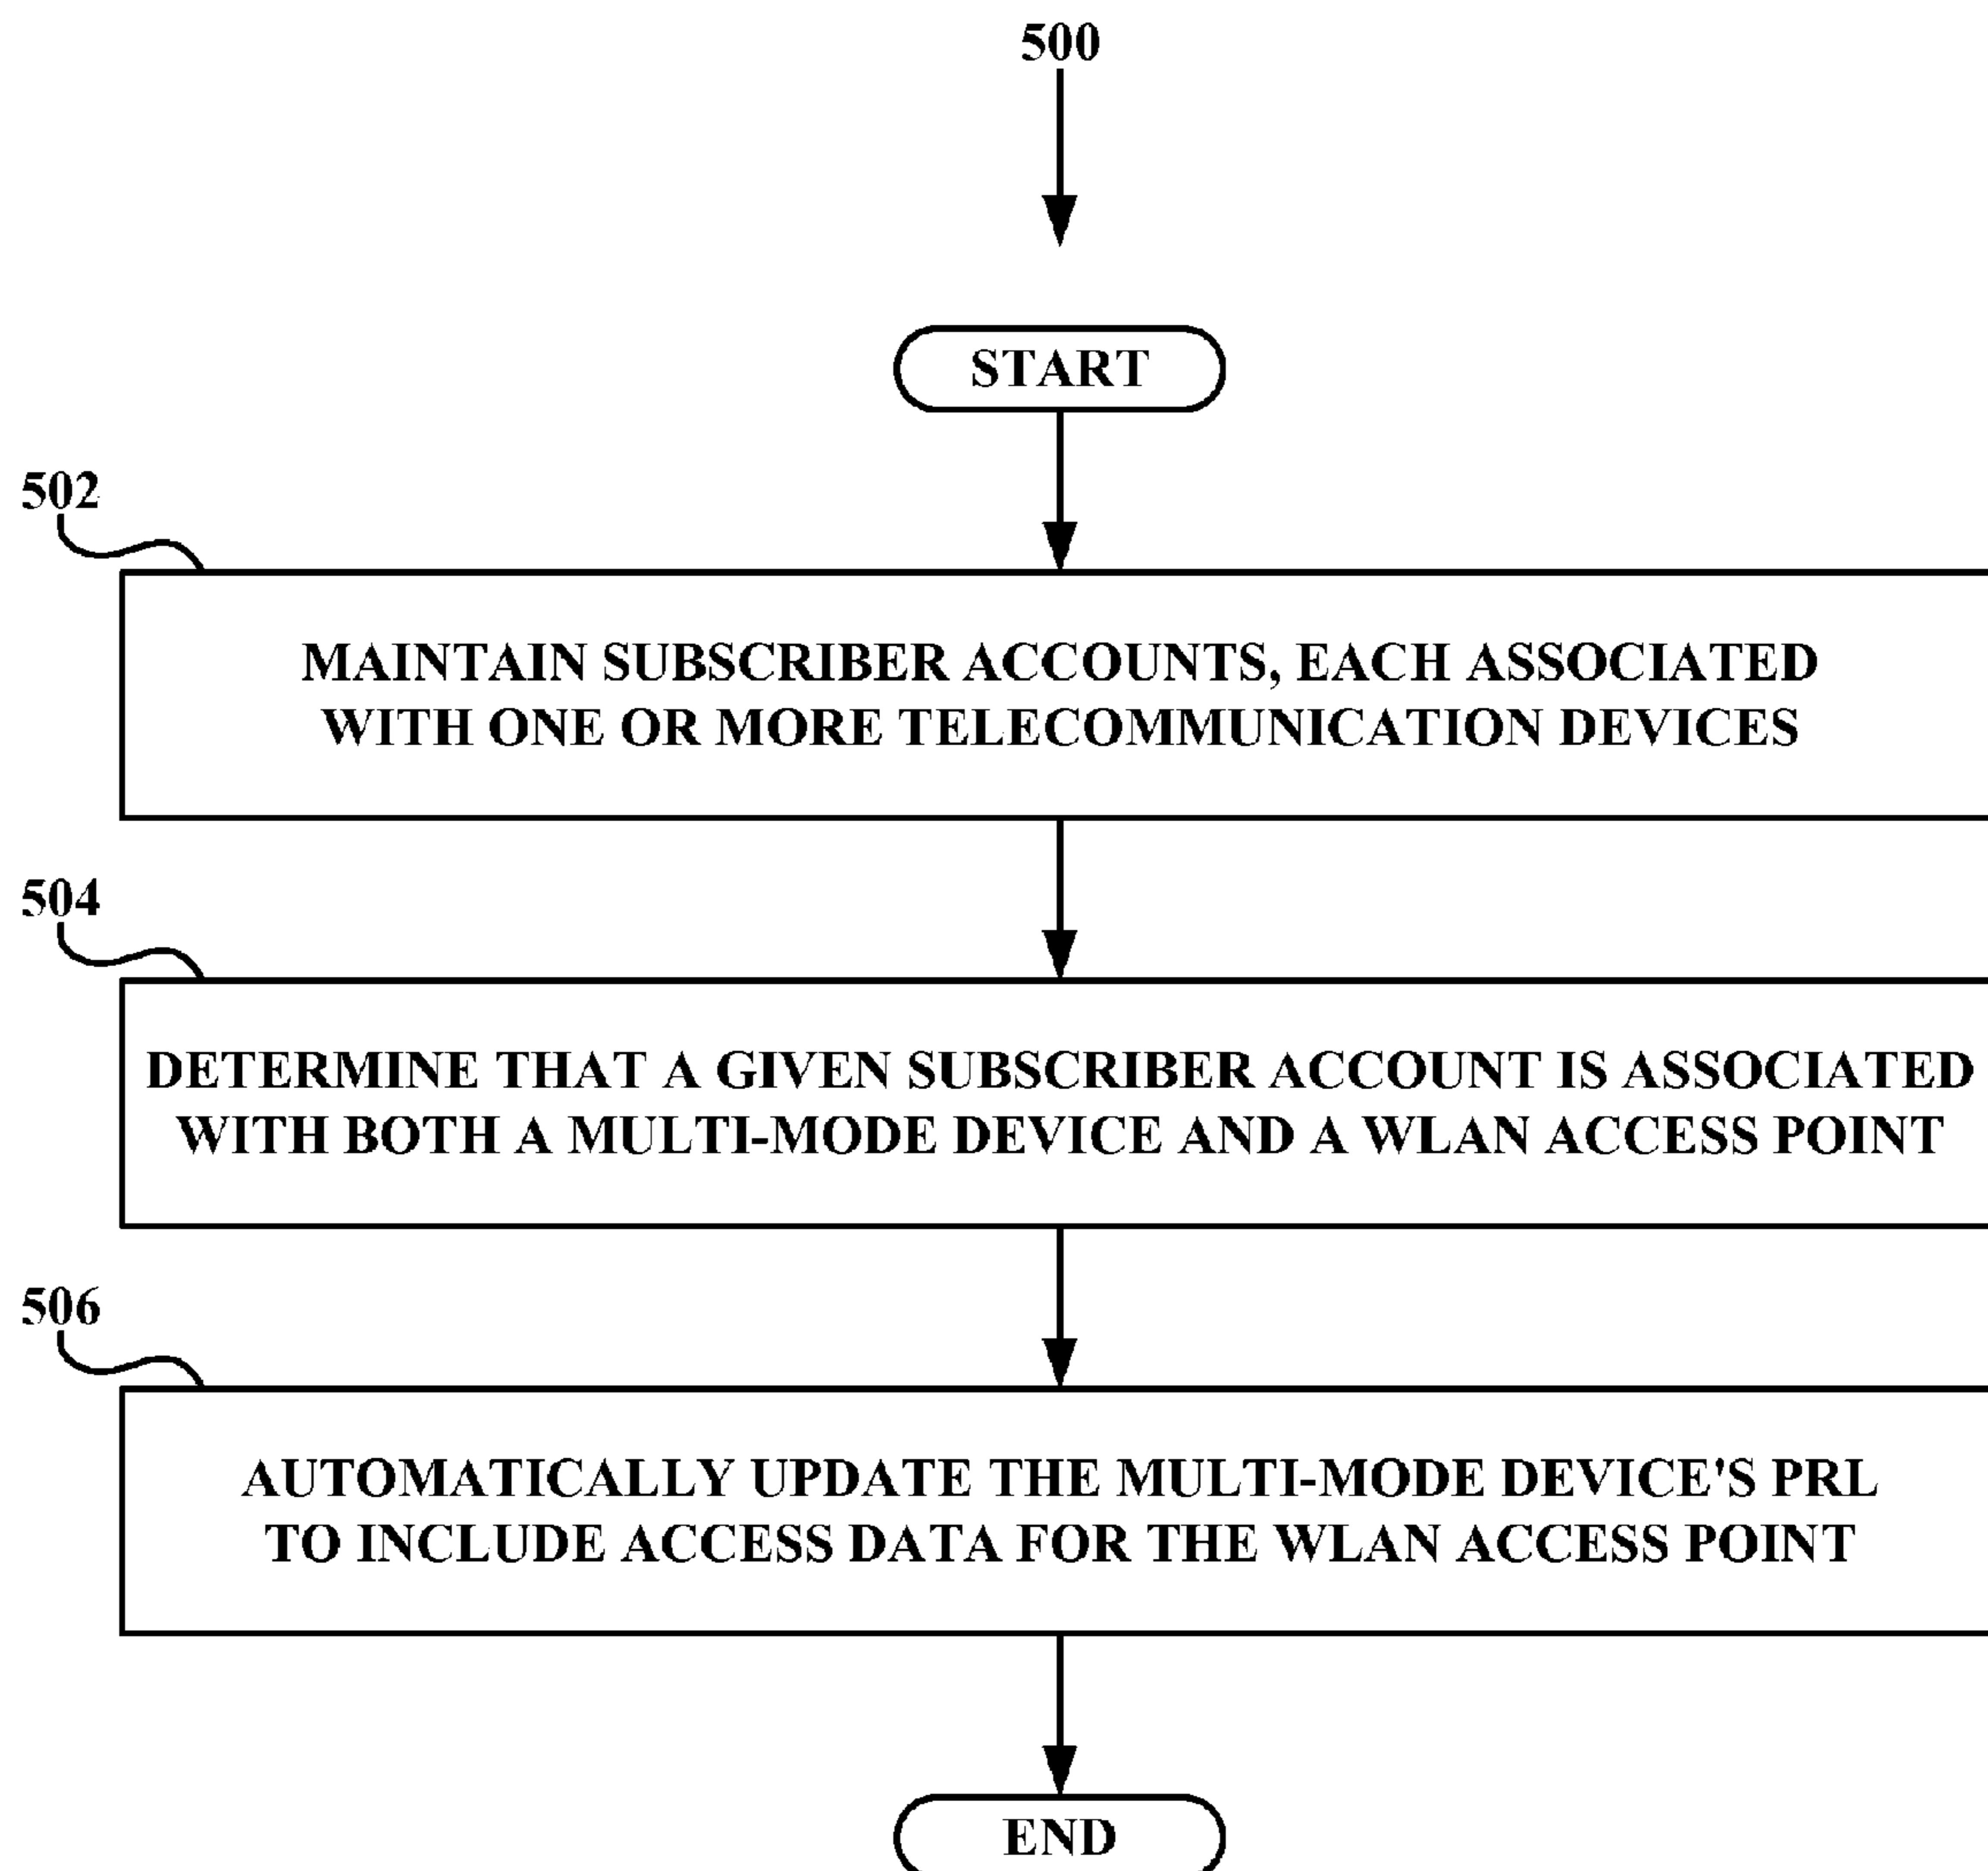 500
START
502
MAINTAIN SUBSCRIBER ACCOUNTS, EACH ASSOCIATED
WITH ONE OR MORE TELECOMMUNICATION DEVICES
504
DETERMINE THAT A GIVEN SUBSCRIBER ACCOUNT IS ASSOCIATED
WITH BOTH A MULTI-MODE DEVICE AND A WLAN ACCESS POINT
506
AUTOMATICALLY UPDATE THE MULTI-MODE DEVICE'S PRL
TO INCLUDE ACCESS DATA FOR THE WLAN ACCESS POINT
END